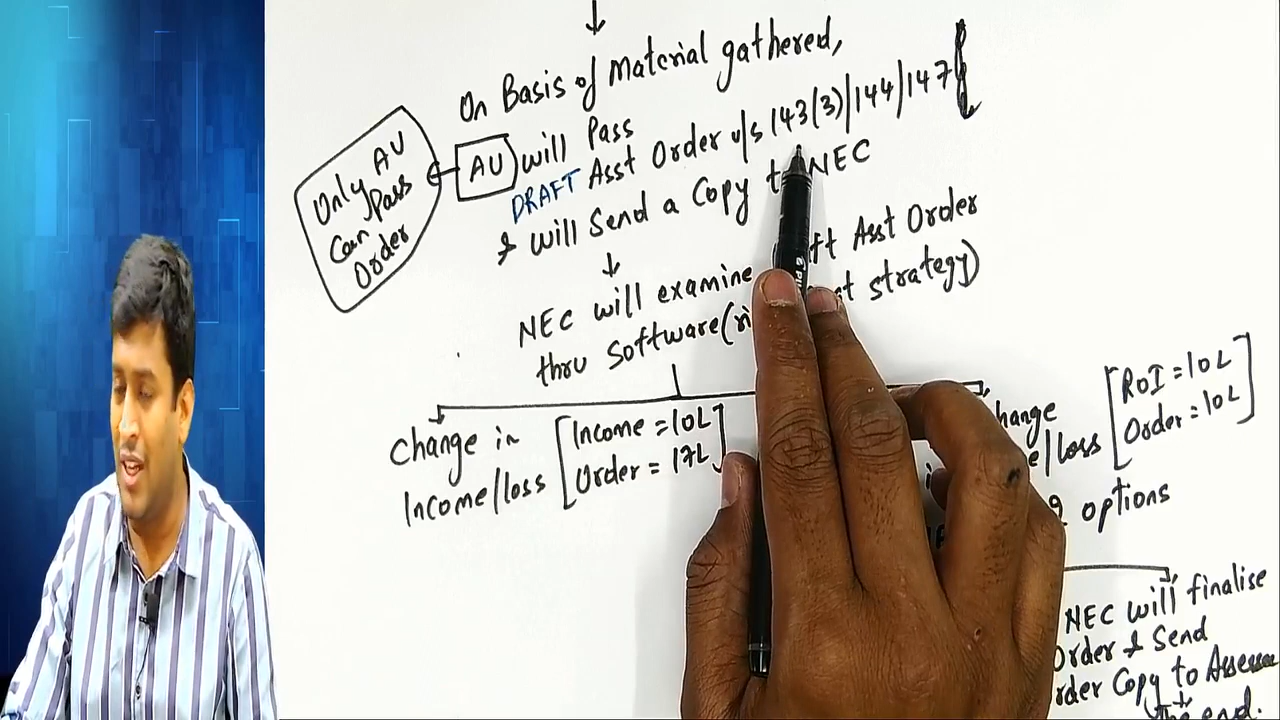 On Basis of Material gathered,
Only AU
Can Pass
Order
AU will Pass
DRAFT Asst Order u/s 143(3)/144/147
& will Send a Copy to NEC
NEC will examine Asst Order
thru Software( strategy)
Change in
Income/loss
Income = 10L
Order = 17L
loss
RoI = 10L
Order = 10L
options
NEC will finalise
Order & Send
Order Copy to Assessee
the end.